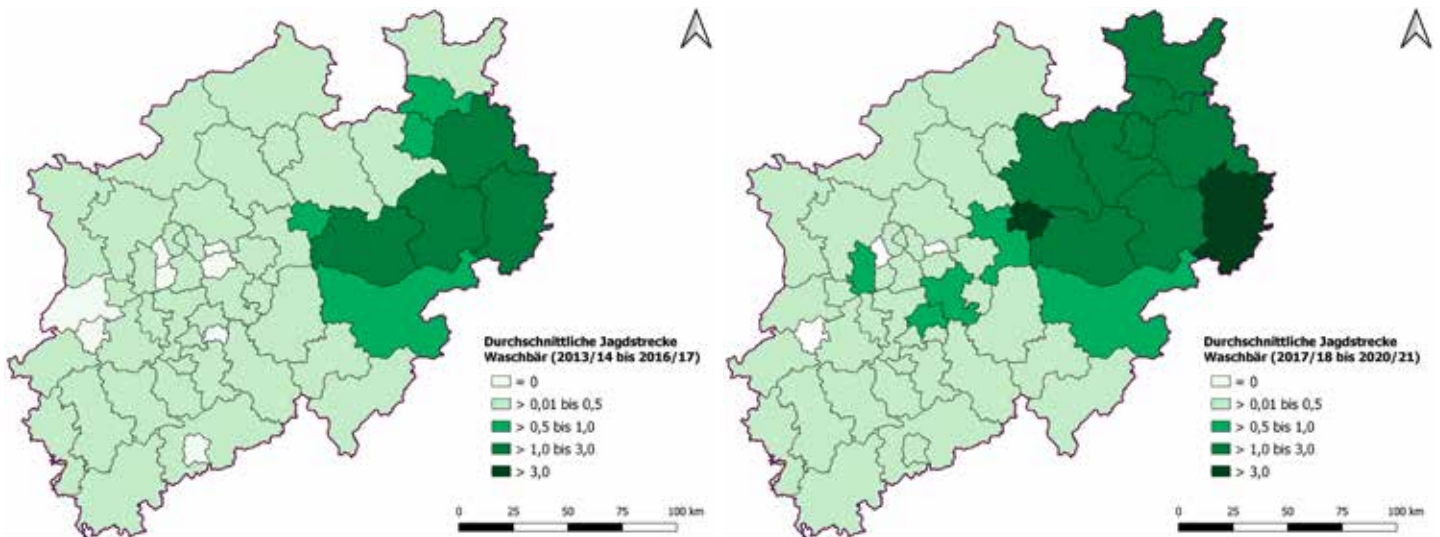 Durchschnittliche Jagdstrecke
Waschbär (2013/14 bis 2016/17)
= 0
> 0,01 bis 0,5
> 0,5 bis 1,0
> 1,0 bis 3,0
> 3,0
0 25 50 75 100 km
Durchschnittliche Jagdstrecke
Waschbär (2017/18 bis 2020/21)
= 0
> 0,01 bis 0,5
> 0,5 bis 1,0
> 1,0 bis 3,0
> 3,0
0 25 50 75 100 km